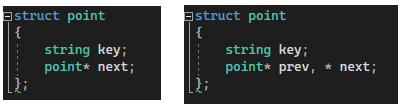 struct point
{
    string key;
    point* next;
};
struct point
{
    string key;
    point* prev, * next;
};